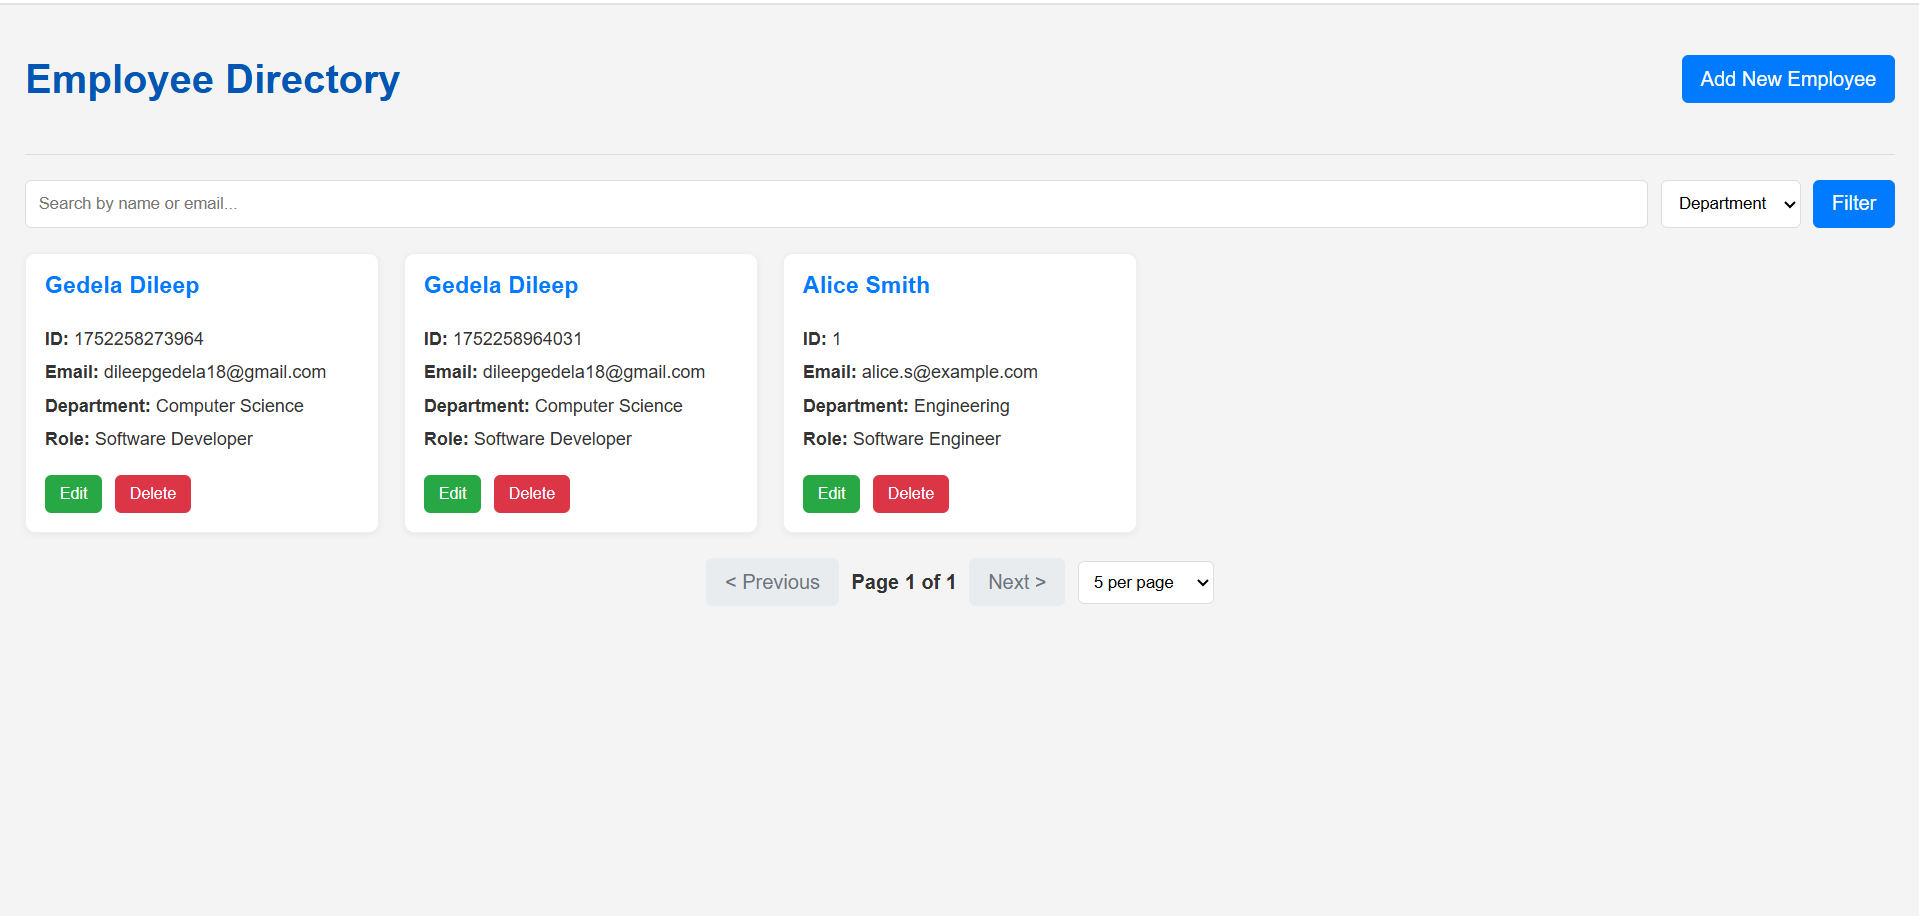 Employee Directory
Add New Employee
Search by name or email...
Department
Filter
Gedela Dileep
ID: 1752258273964
Email: dileepgedela18@gmail.com
Department: Computer Science
Role: Software Developer
Edit
Delete
Gedela Dileep
ID: 1752258964031
Email: dileepgedela18@gmail.com
Department: Computer Science
Role: Software Developer
Edit
Delete
Alice Smith
ID: 1
Email: alice.s@example.com
Department: Engineering
Role: Software Engineer
Edit
Delete
< Previous
Page 1 of 1
Next >
5 per page